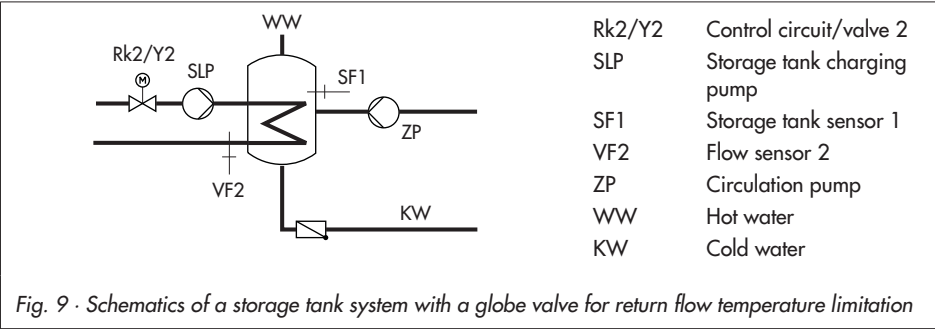 WW
Rk2/Y2
SLP
M
SF1
ZP
VF2
KW
Rk2/Y2 Control circuit/valve 2
SLP Storage tank charging
pump
SF1 Storage tank sensor 1
VF2 Flow sensor 2
ZP Circulation pump
WW Hot water
KW Cold water
Fig. 9 · Schematics of a storage tank system with a globe valve for return flow temperature limitation